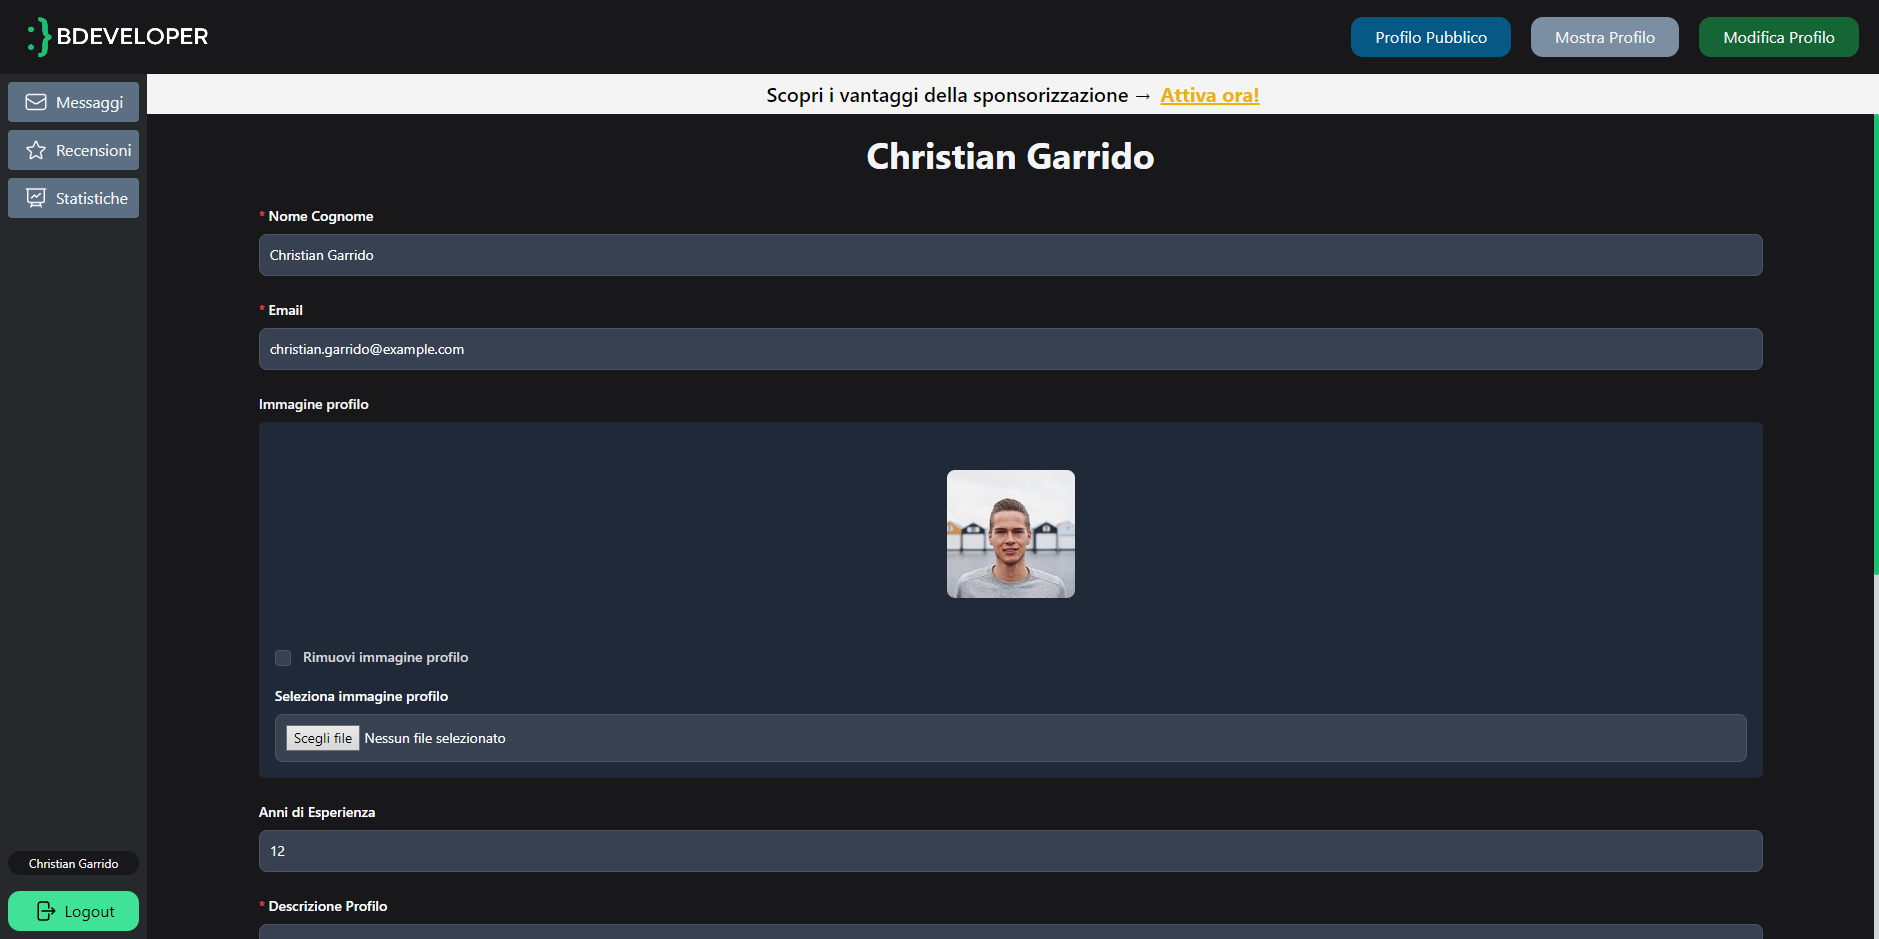 BDEVELOPER
Profilo Pubblico
Mostra Profilo
Modifica Profilo
Messaggi
Recensioni
Statistiche
Scopri i vantaggi della sponsorizzazione → Attiva ora!
Christian Garrido
* Nome Cognome
Christian Garrido
* Email
christian.garrido@example.com
Immagine profilo
Rimuovi immagine profilo
Seleziona immagine profilo
Scegli file Nessun file selezionato
Anni di Esperienza
12
* Descrizione Profilo
Christian Garrido
Logout